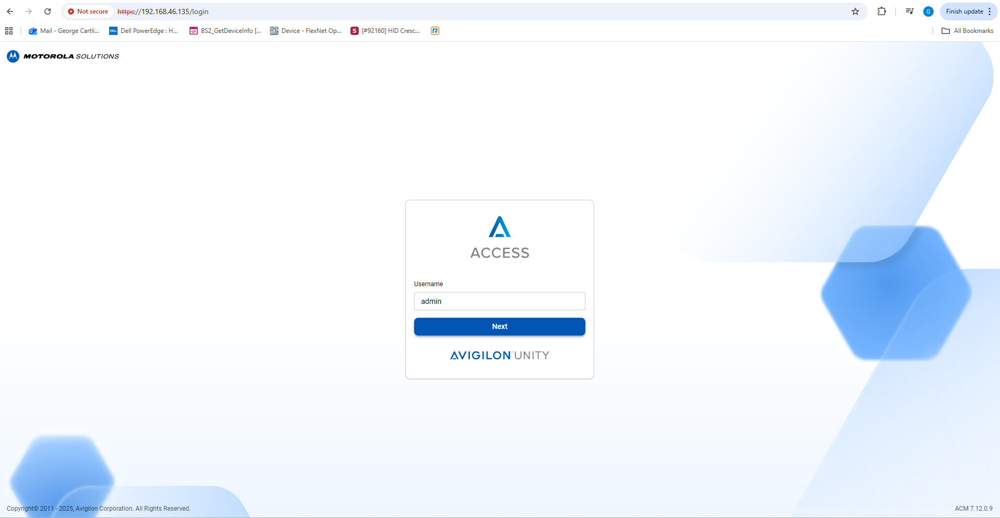 Not secure https://192.168.46.135/login Finish update
Mail - George Cartli... Dell PowerEdge : H... BS2_GetDeviceInfo [... Device - FlexNet Op... [#92160] HID Cresc... All Bookmarks
MOTOROLA SOLUTIONS
ACCESS
Username
admin
Next
AVIGILON™ UNITY
Copyright© 2011 - 2025, Avigilon Corporation. All Rights Reserved. ACM 7.12.0.9